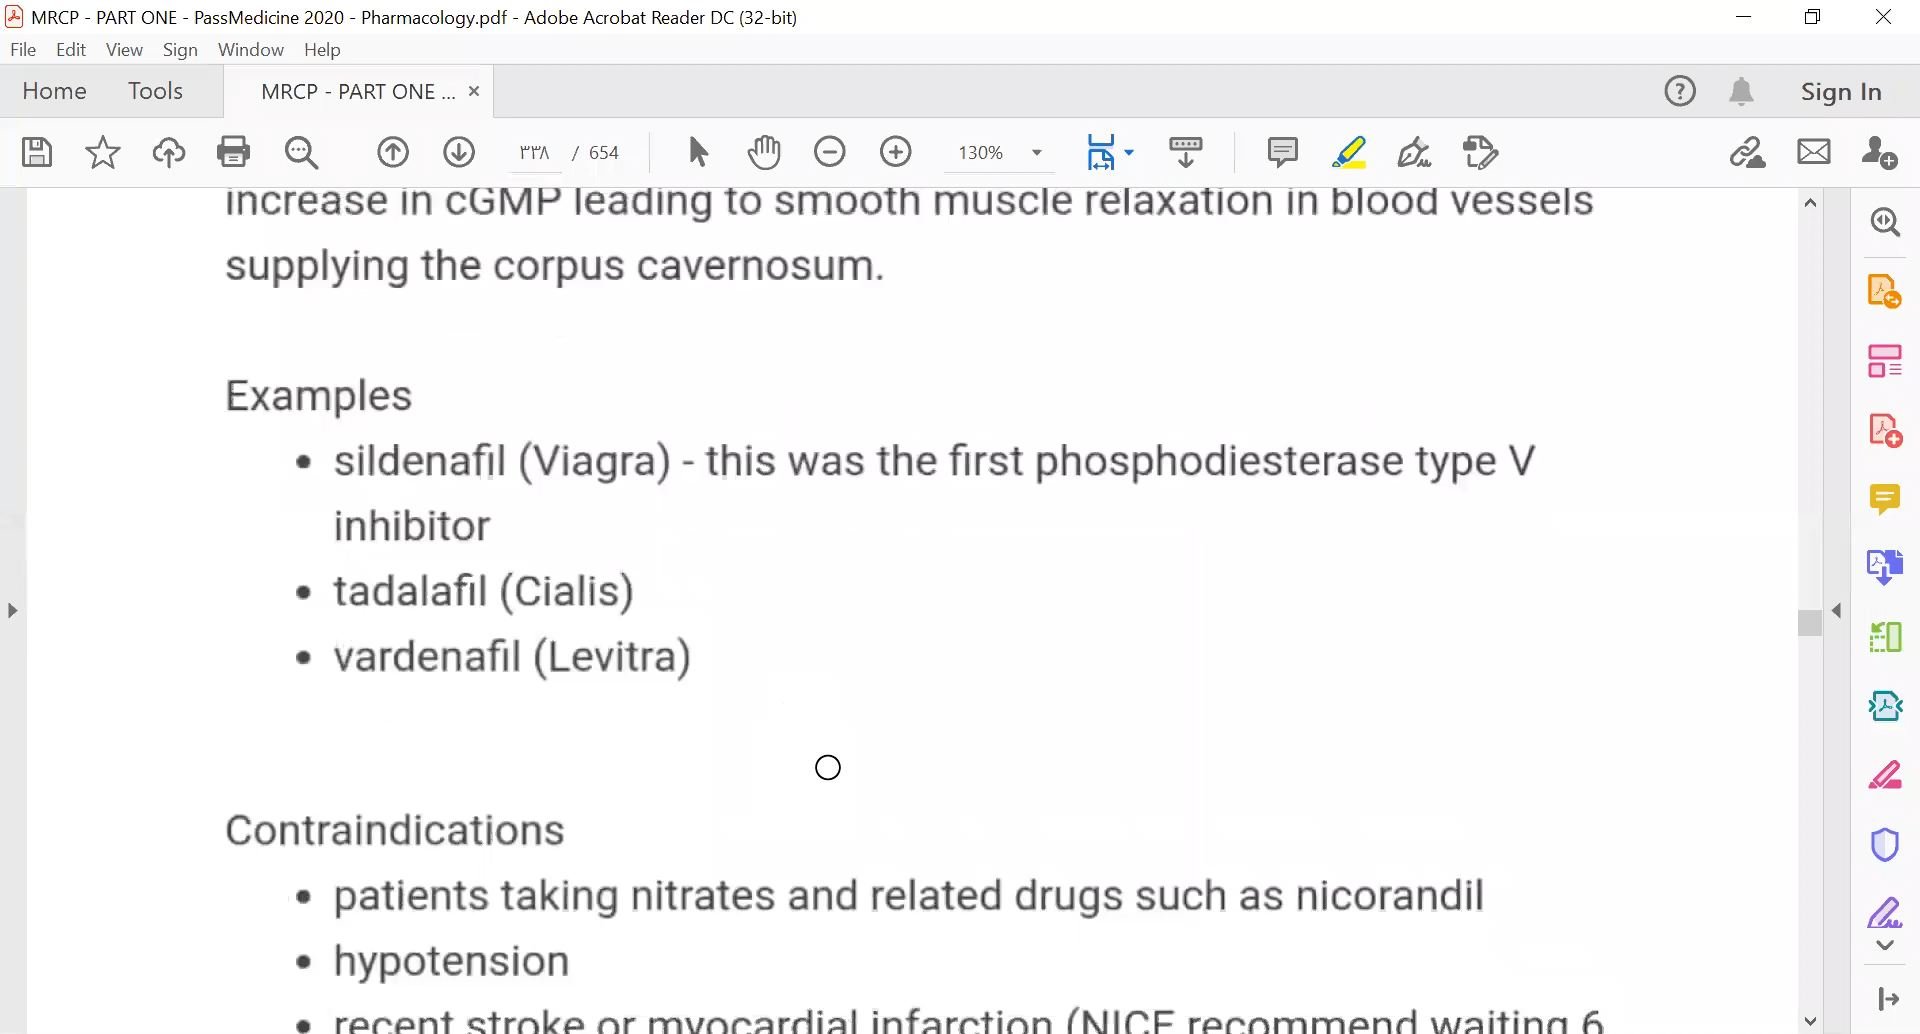 MRCP - PART ONE - PassMedicine 2020 - Pharmacology.pdf - Adobe Acrobat Reader DC (32-bit)
File Edit View Sign Window Help
Home Tools MRCP - PART ONE ... × Sign In
٣٣٨ / 654 130%
increase in cGMP leading to smooth muscle relaxation in blood vessels
supplying the corpus cavernosum.
Examples
• sildenafil (Viagra) - this was the first phosphodiesterase type V
inhibitor
• tadalafil (Cialis)
• vardenafil (Levitra)
Contraindications
• patients taking nitrates and related drugs such as nicorandil
• hypotension
• recent stroke or myocardial infarction (NICE recommend waiting 6